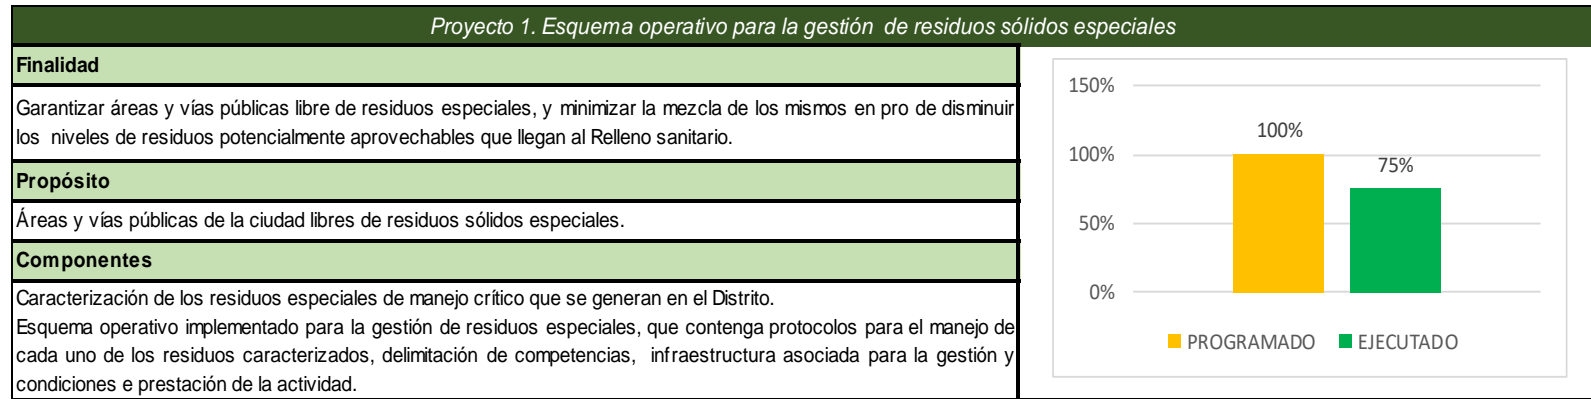 Proyecto 1. Esquema operativo para la gestión de residuos sólidos especiales
Finalidad
Garantizar áreas y vías públicas libre de residuos especiales, y minimizar la mezcla de los mismos en pro de disminuir
los niveles de residuos potencialmente aprovechables que llegan al Relleno sanitario.
Propósito
Áreas y vías públicas de la ciudad libres de residuos sólidos especiales.
Componentes
Caracterización de los residuos especiales de manejo crítico que se generan en el Distrito.
Esquema operativo implementado para la gestión de residuos especiales, que contenga protocolos para el manejo de
cada uno de los residuos caracterizados, delimitación de competencias, infraestructura asociada para la gestión y
condiciones e prestación de la actividad.
150%
100%
50%
0%
100%
75%
PROGRAMADO
EJECUTADO